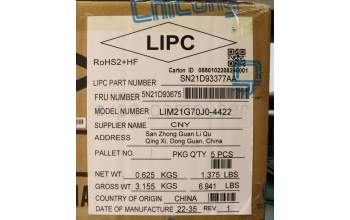 Chicony
LIPC
RoHS2+HF
Carton ID 0880102208240001
LIPC PART NUMBER SN21D93377AA
FRU NUMBER 5N21D93675
MODEL NUMBER LIM21G70J0-4422
SUPPLIER NAME CNY
ADDRESS San Zhong Guan Li Qu
Qing Xi, Dong Guan, China
PALLET NO. PKG Q'TY 5 PCS
NET WT. 0.625 KGS 1.375 LBS
GROSS WT. 3.155 KGS 6.941 LBS
COUNTRY OF ORIGIN CHINA
DATE OF MANUFACTURE 22-35 REV 1